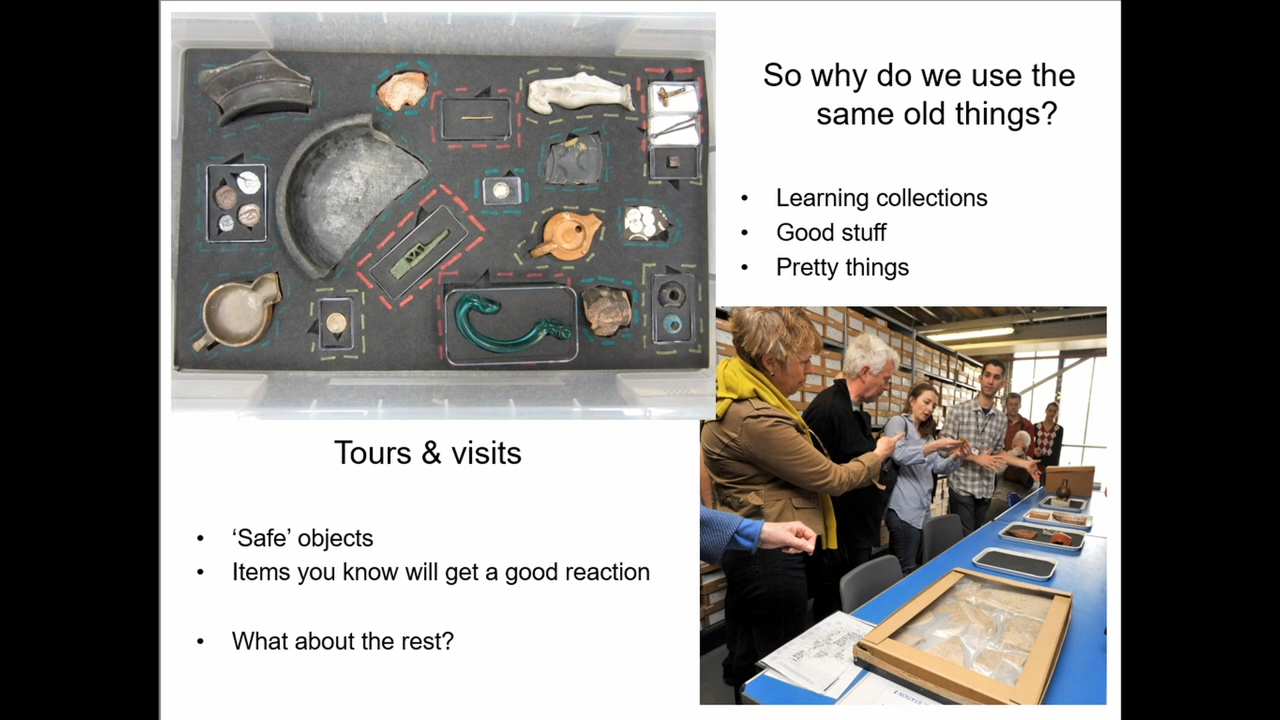 So why do we use the
same old things?
• Learning collections
• Good stuff
• Pretty things
Tours & visits
• ‘Safe’ objects
• Items you know will get a good reaction
• What about the rest?